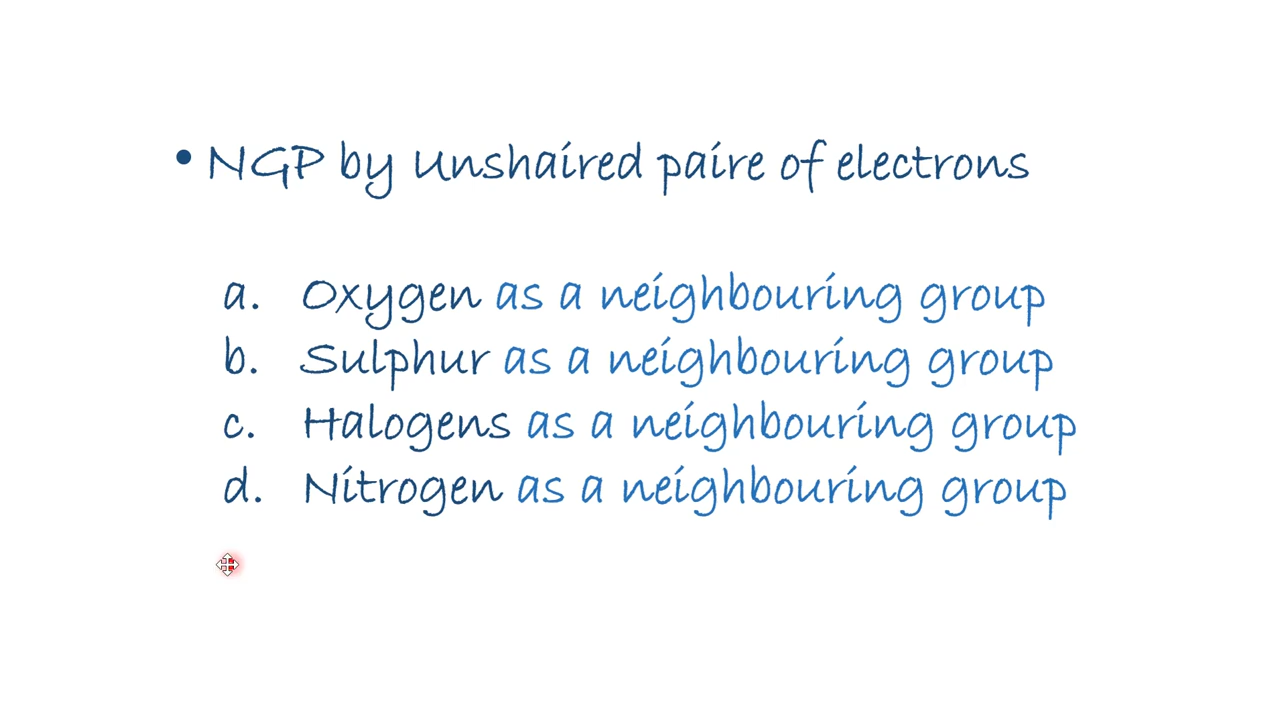 • NGP by Unshaired paire of electrons
a. Oxygen as a neighbouring group
b. Sulphur as a neighbouring group
c. Halogens as a neighbouring group
d. Nitrogen as a neighbouring group